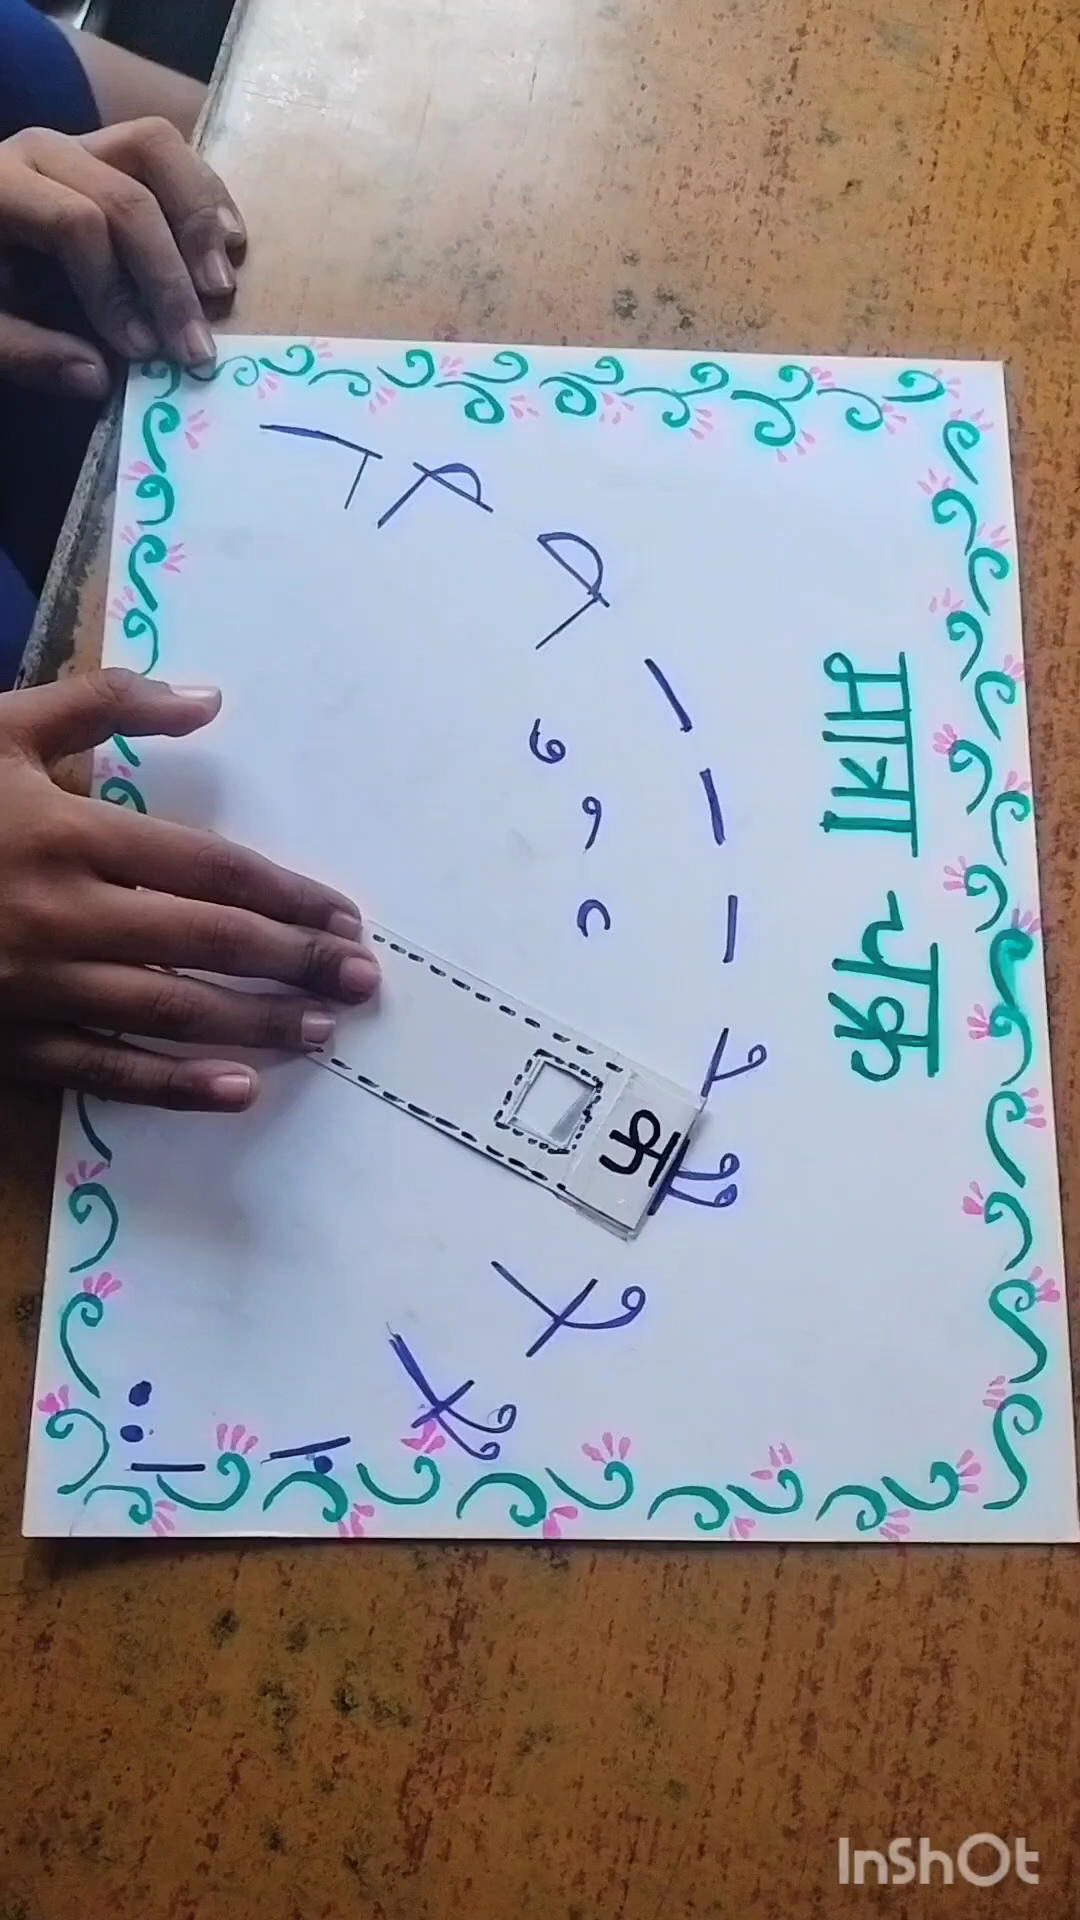 मात्रा चक्र
ा ि ी ु ू ृ े ै ो ौ ं ः
क
InShOt